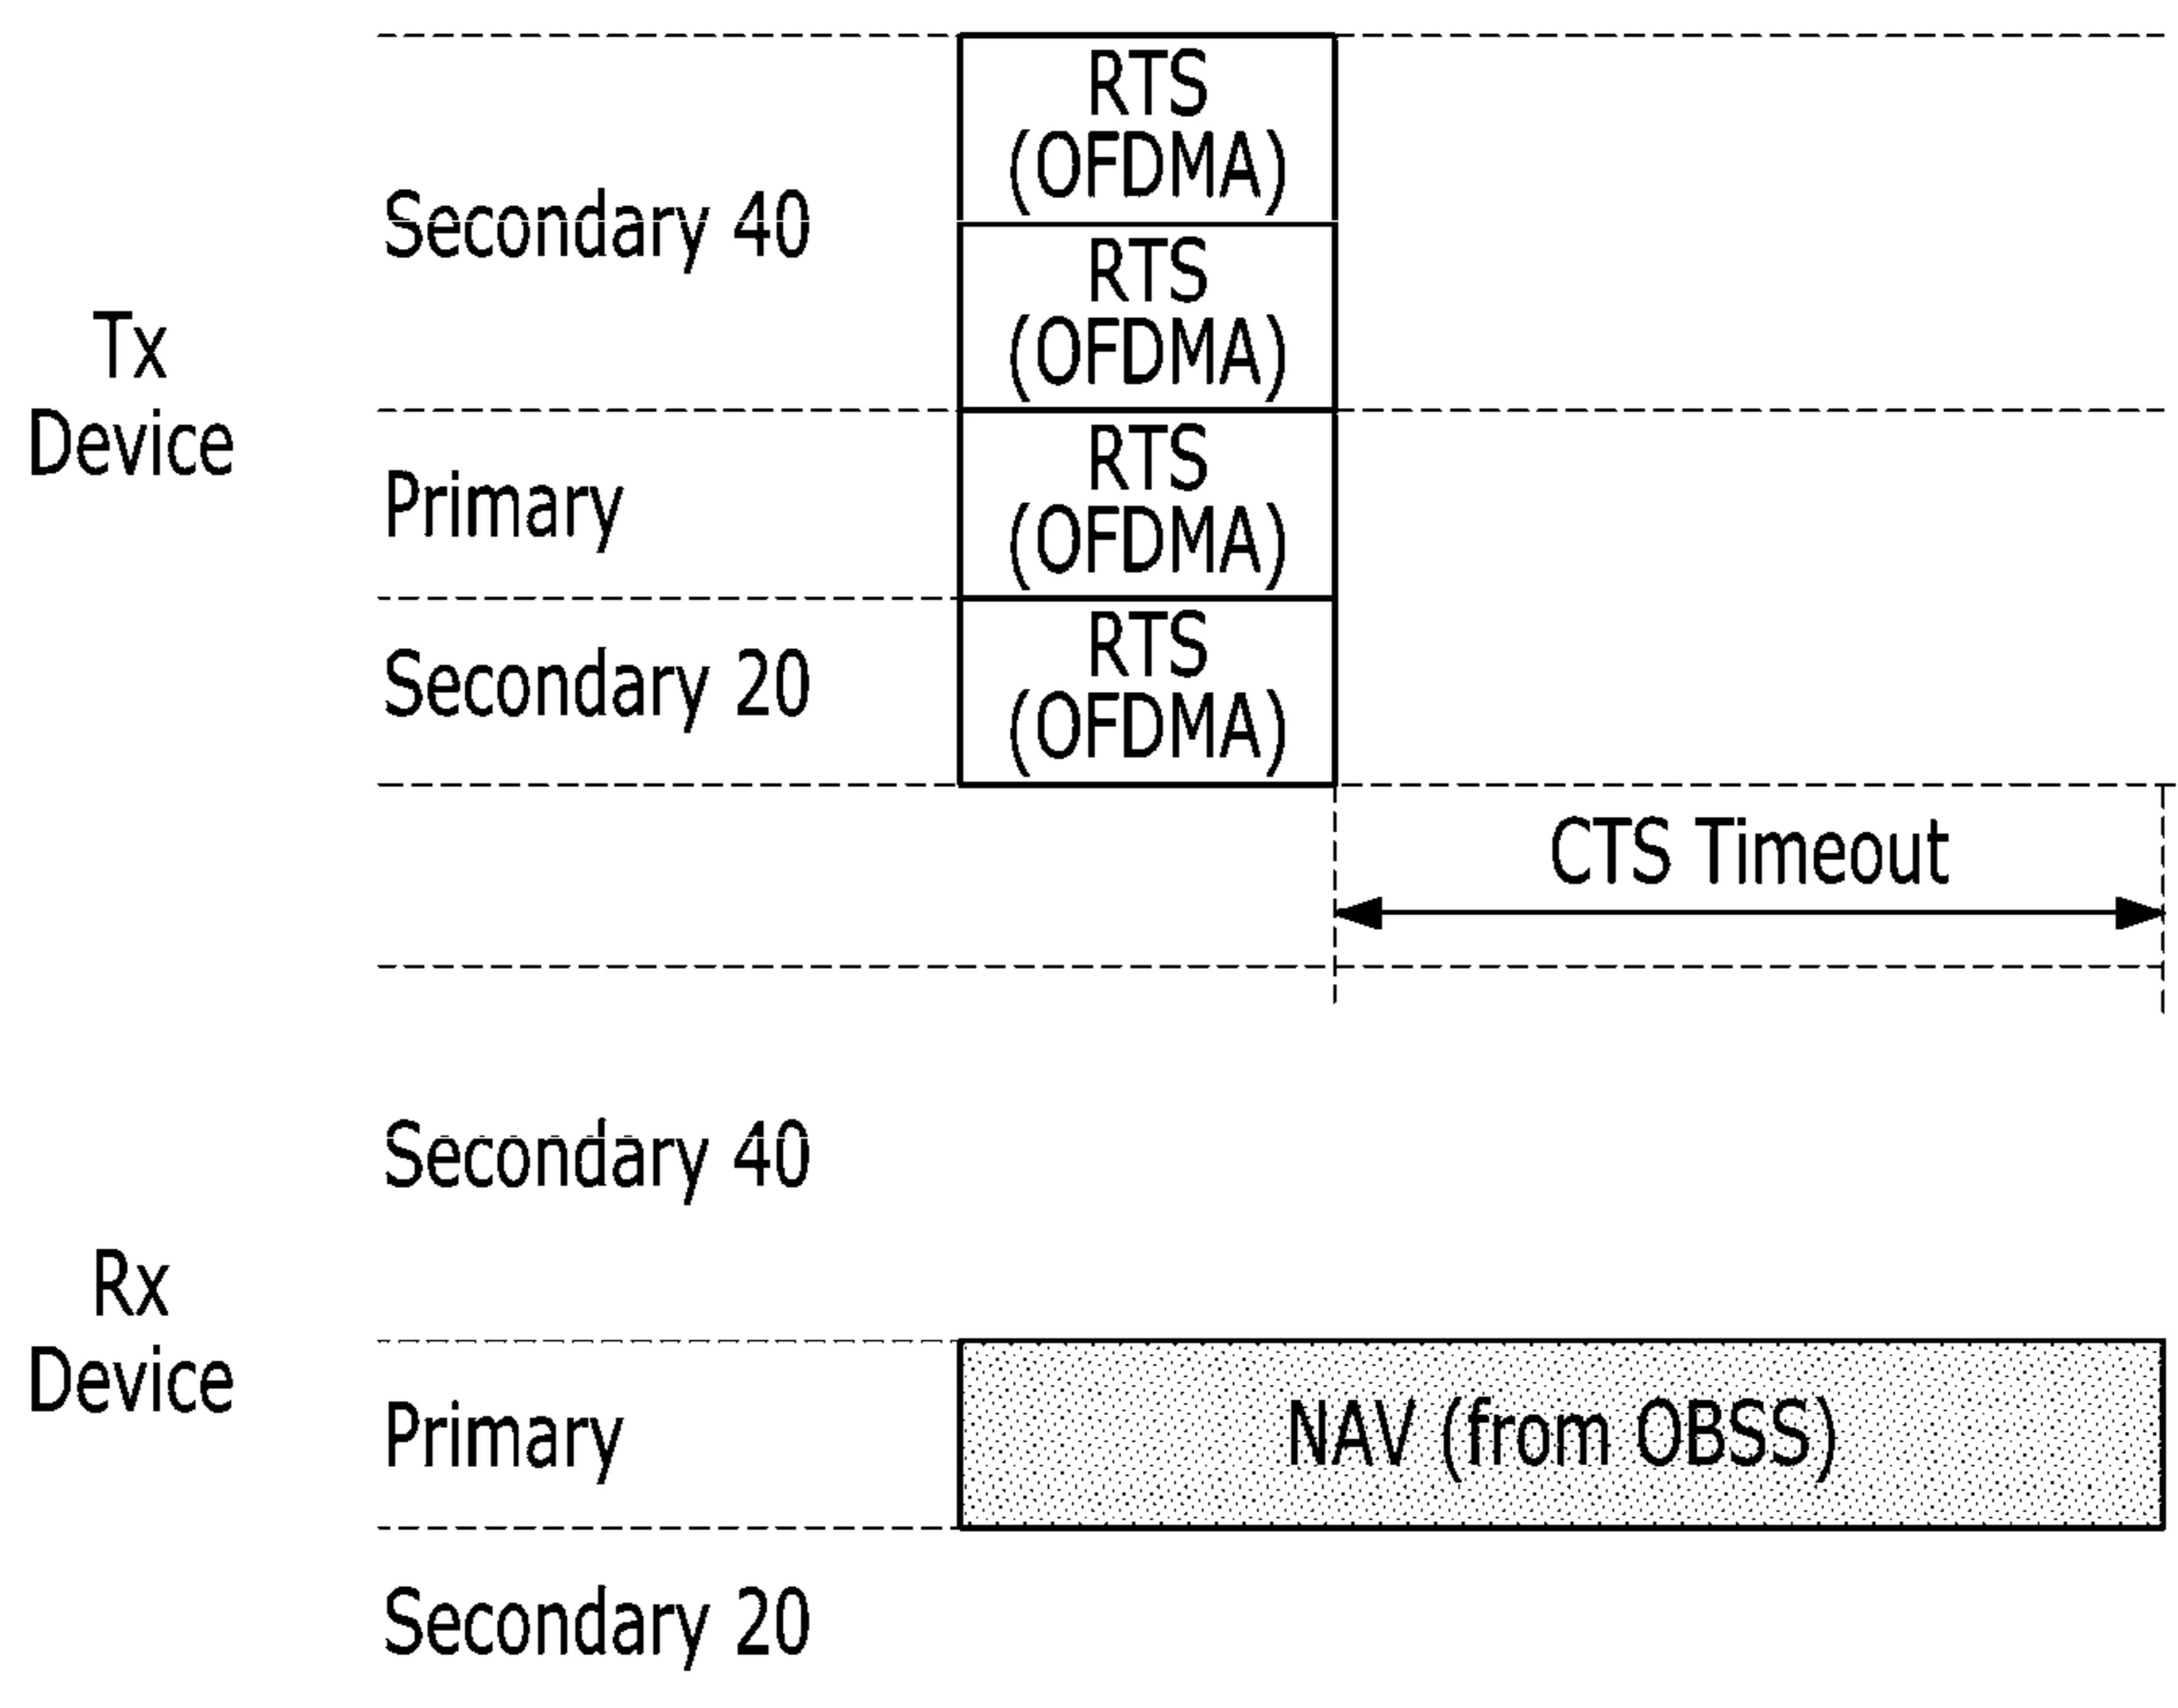 RTS
(OFDMA)
Secondary 40
RTS
(OFDMA)
Tx
Device
RTS
(OFDMA)
Primary
RTS
(OFDMA)
Secondary 20
CTS Timeout
Secondary 40
Rx
Device
Primary
NAV (from OBSS)
Secondary 20